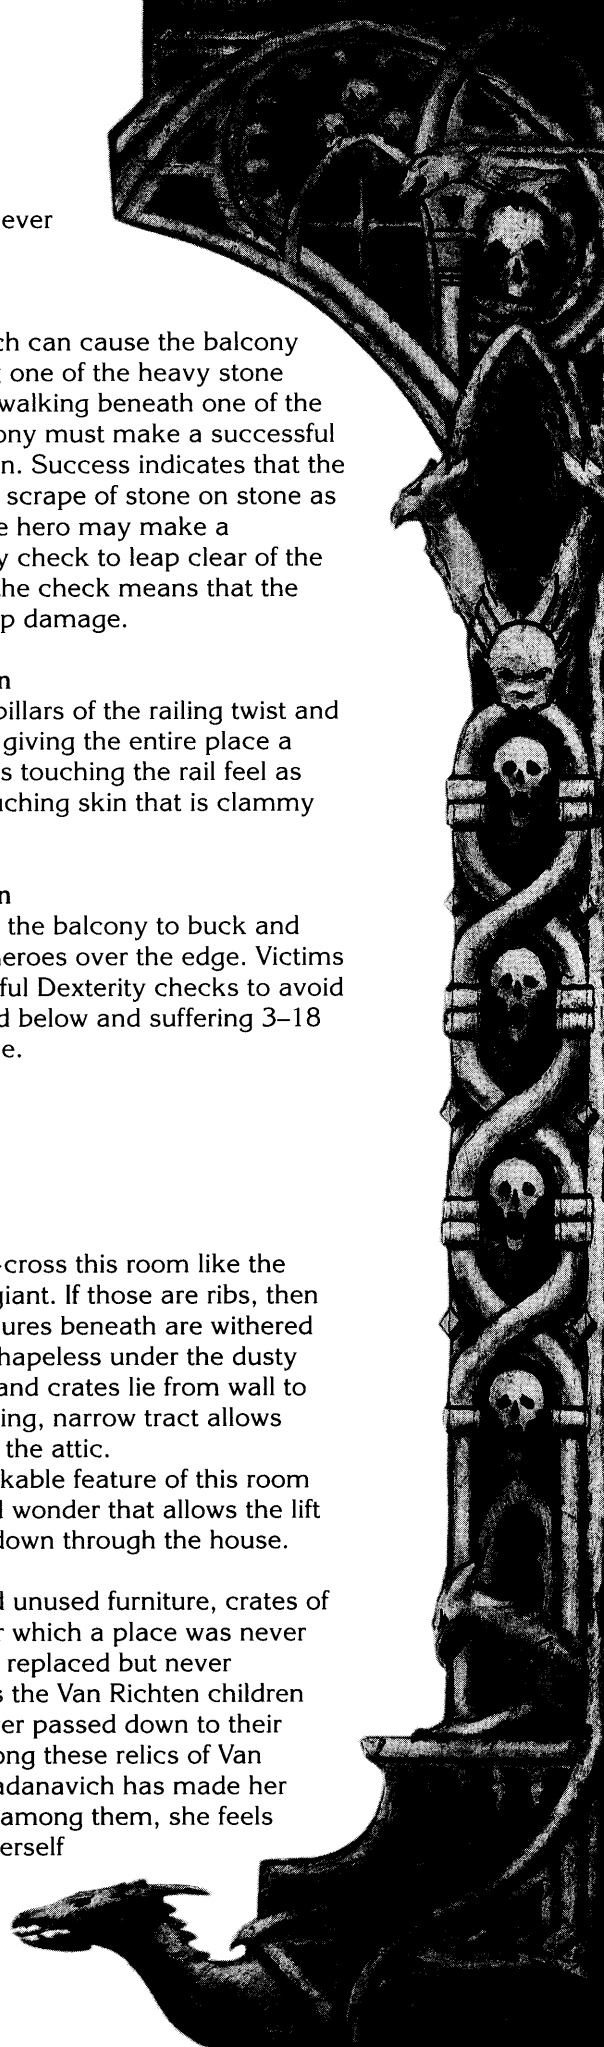 ever
ch can cause the balcony
one of the heavy stone
walking beneath one of the
ony must make a successful
n. Success indicates that the
scrape of stone on stone as
e hero may make a
y check to leap clear of the
the check means that the
p damage.
n
pillars of the railing twist and
giving the entire place a
s touching the rail feel as
uching skin that is clammy
n
the balcony to buck and
heroes over the edge. Victims
ful Dexterity checks to avoid
d below and suffering 3–18
e.
-cross this room like the
giant. If those are ribs, then
ures beneath are withered
hapeless under the dusty
and crates lie from wall to
ing, narrow tract allows
the attic.
kable feature of this room
l wonder that allows the lift
down through the house.
d unused furniture, crates of
r which a place was never
replaced but never
s the Van Richten children
er passed down to their
ong these relics of Van
adanavich has made her
among them, she feels
erself